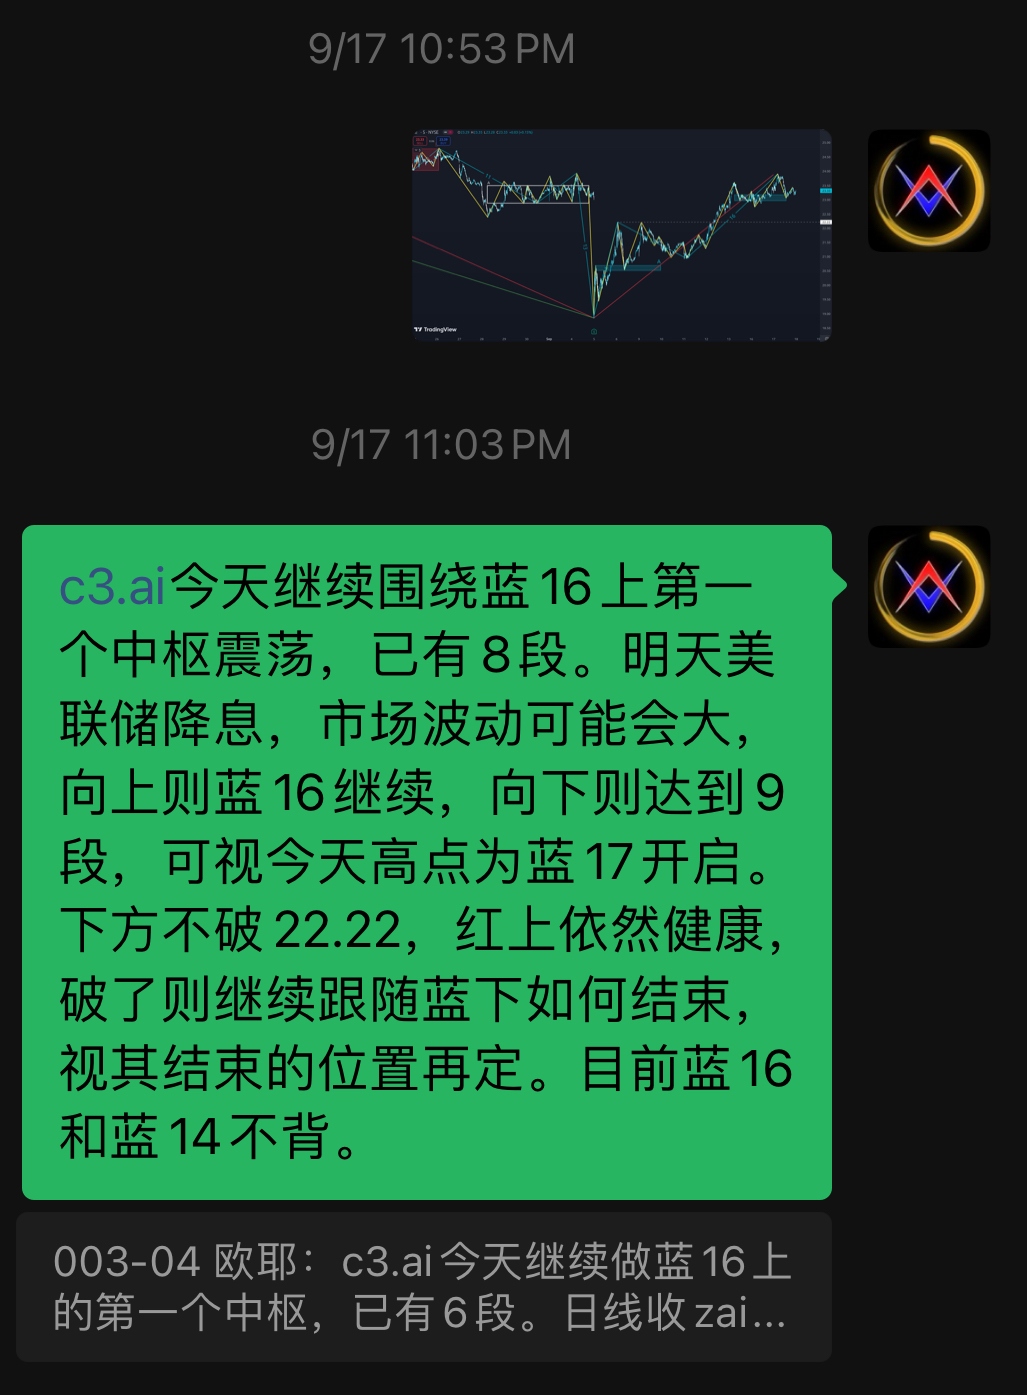 9/17 10:53 PM
TradingView
9/17 11:03 PM
c3.ai今天继续围绕蓝16上第一
个中枢震荡，已有8段。明天美
联储降息，市场波动可能会大，
向上则蓝16继续，向下则达到9
段，可视今天高点为蓝17开启。
下方不破22.22，红上依然健康，
破了则继续跟随蓝下如何结束，
视其结束的位置再定。目前蓝16
和蓝14不背。
003-04 欧耶：c3.ai今天继续做蓝16上
的第一个中枢，已有6段。日线收zai...